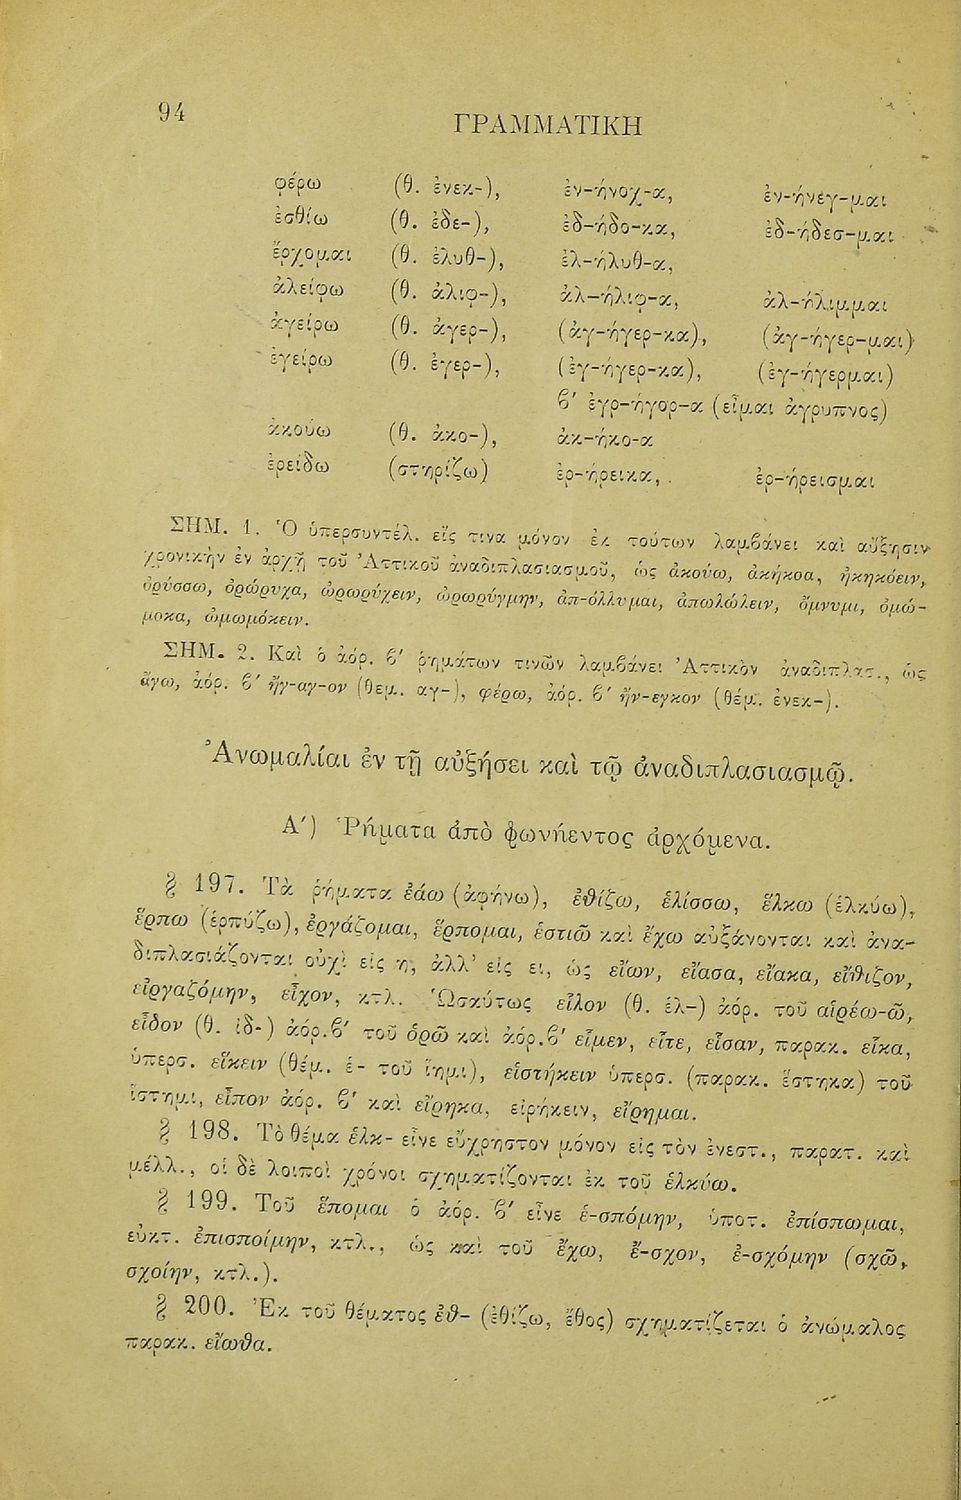 94
ΓΡΑΜΜΑΤΙΚΗ
φέρω (θ. ἐνεκ-), ἐν-ήνοχ-α, ἐν-ήνεγ-μαι
ἐσθίω (θ. ἐδε-), ἐδ-ήδο-κα, ἐδ-ήδεσ-μαι
ἔρχομαι (θ. ἐλυθ-), ἐλ-ήλυθ-α,
ἀλείφω (θ. ἀλιφ-), ἀλ-ήλιφ-α, ἀλ-ήλιμμαι
ἀγείρω (θ. ἀγερ-), (ἀγ-ήγερ-κα), (ἀγ-ήγερ-μαι)
ἐγείρω (θ. ἐγερ-), (ἐγ-ήγερ-κα), (ἐγ-ήγερμαι)
ϐ′ ἐγρ-ήγορ-α (εἶμαι ἄγρυπνος)
ἀκούω (θ. ἀκο-), ἀκ-ήκο-α
ἐρείδω (στηρίζω) ἐρ-ήρεικα, ἐρ-ήρεισμαι
ΣΗΜ. 1. Ὁ ὑπερσυντέλ. εἴς τινα μόνον ἐκ τούτων λαμϐάνει καὶ αὔξησιν
χρονικὴν ἐν ἀρχῇ τοῦ Ἀττικοῦ ἀναδιπλασιασμοῦ, ὡς ἀκούω, ἀκήκοα, ἠκηκόειν,
ὀρύσσω, ὀρώρυχα, ὠρωρύχειν, ὠρωρύγμην, ἀπ-όλλυμαι, ἀπωλώλειν, ὄμνυμι, ὀμώ-
μοκα, ὠμωμόκειν.
ΣΗΜ. 2. Καὶ ὁ ἀόρ. ϐ′ ῥημάτων τινῶν λαμϐάνει Ἀττικὸν ἀναδιπλασ., ὡς
ἄγω, ἀόρ. ϐ′ ἤγ-αγ-ον (θεμ. αγ-), φέρω, ἀόρ. ϐ′ ἤν-εγκον (θέμ. ἐνεκ-).
Ἀνωμαλίαι ἐν τῇ αὐξήσει καὶ τῷ ἀναδιπλασιασμῷ.
Α′) Ῥήματα ἀπὸ φωνήεντος ἀρχόμενα.
§ 197. Τὰ ῥήματα ἐάω (ἀφήνω), ἐθίζω, ἑλίσσω, ἕλκω (ἑλκύω),
ἕρπω (ἑρπύζω), ἐργάζομαι, ἕρπομαι, ἑστιῶ καὶ ἔχω αὐξάνονται καὶ ἀνα-
διπλασιάζονται οὐχὶ εἰς η, ἀλλ' εἰς ει, ὡς εἴων, εἴασα, εἴακα, εἴθιζον,
εἰργαζόμην, εἶχον, κτλ. Ὡσαύτως εἷλον (θ. ἑλ-) ἀόρ. τοῦ αἱρέω-ῶ,
εἶδον (θ. ἰδ-) ἀόρ.ϐ′ τοῦ ὁρῶ καὶ ἀόρ.ϐ′ εἷμεν, εἷτε, εἷσαν, παρακ. εἷκα,
ὑπερσ. εἵκειν (θέμ. ἑ- τοῦ ἵημι), εἱστήκειν ὑπερσ. (παρακ. ἕστηκα) τοῦ
ἵστημι, εἶπον ἀόρ. ϐ′ καὶ εἴρηκα, εἰρήκειν, εἴρημαι.
§ 198. Τὸ θέμα ἑλκ- εἶνε εὔχρηστον μόνον εἰς τὸν ἐνεστ., παρατ. καὶ
μέλλ., οἱ δὲ λοιποὶ χρόνοι σχηματίζονται ἐκ τοῦ ἑλκύω.
§ 199. Τοῦ ἕπομαι ὁ ἀόρ. ϐ′ εἶνε ἑ-σπόμην, ὑποτ. ἐπίσπωμαι,
εὐκτ. ἐπισποίμην, κτλ., ὡς καὶ τοῦ ἔχω, ἔ-σχον, ἐ-σχόμην (σχῶ,
σχοίην, κτλ.).
§ 200. Ἐκ τοῦ θέματος ἐθ- (ἐθίζω, ἔθος) σχηματίζεται ὁ ἀνώμαλος
παρακ. εἴωθα.